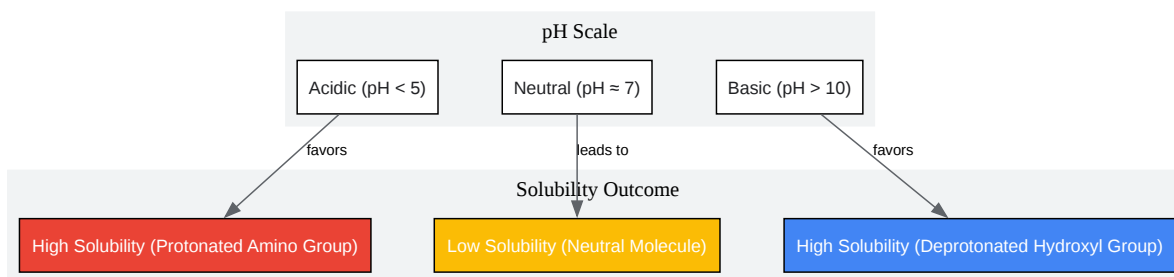 pH Scale
Acidic (pH < 5)
Neutral (pH ≈ 7)
Basic (pH > 10)
favors
leads to
favors
Solubility Outcome
High Solubility (Protonated Amino Group)
Low Solubility (Neutral Molecule)
High Solubility (Deprotonated Hydroxyl Group)